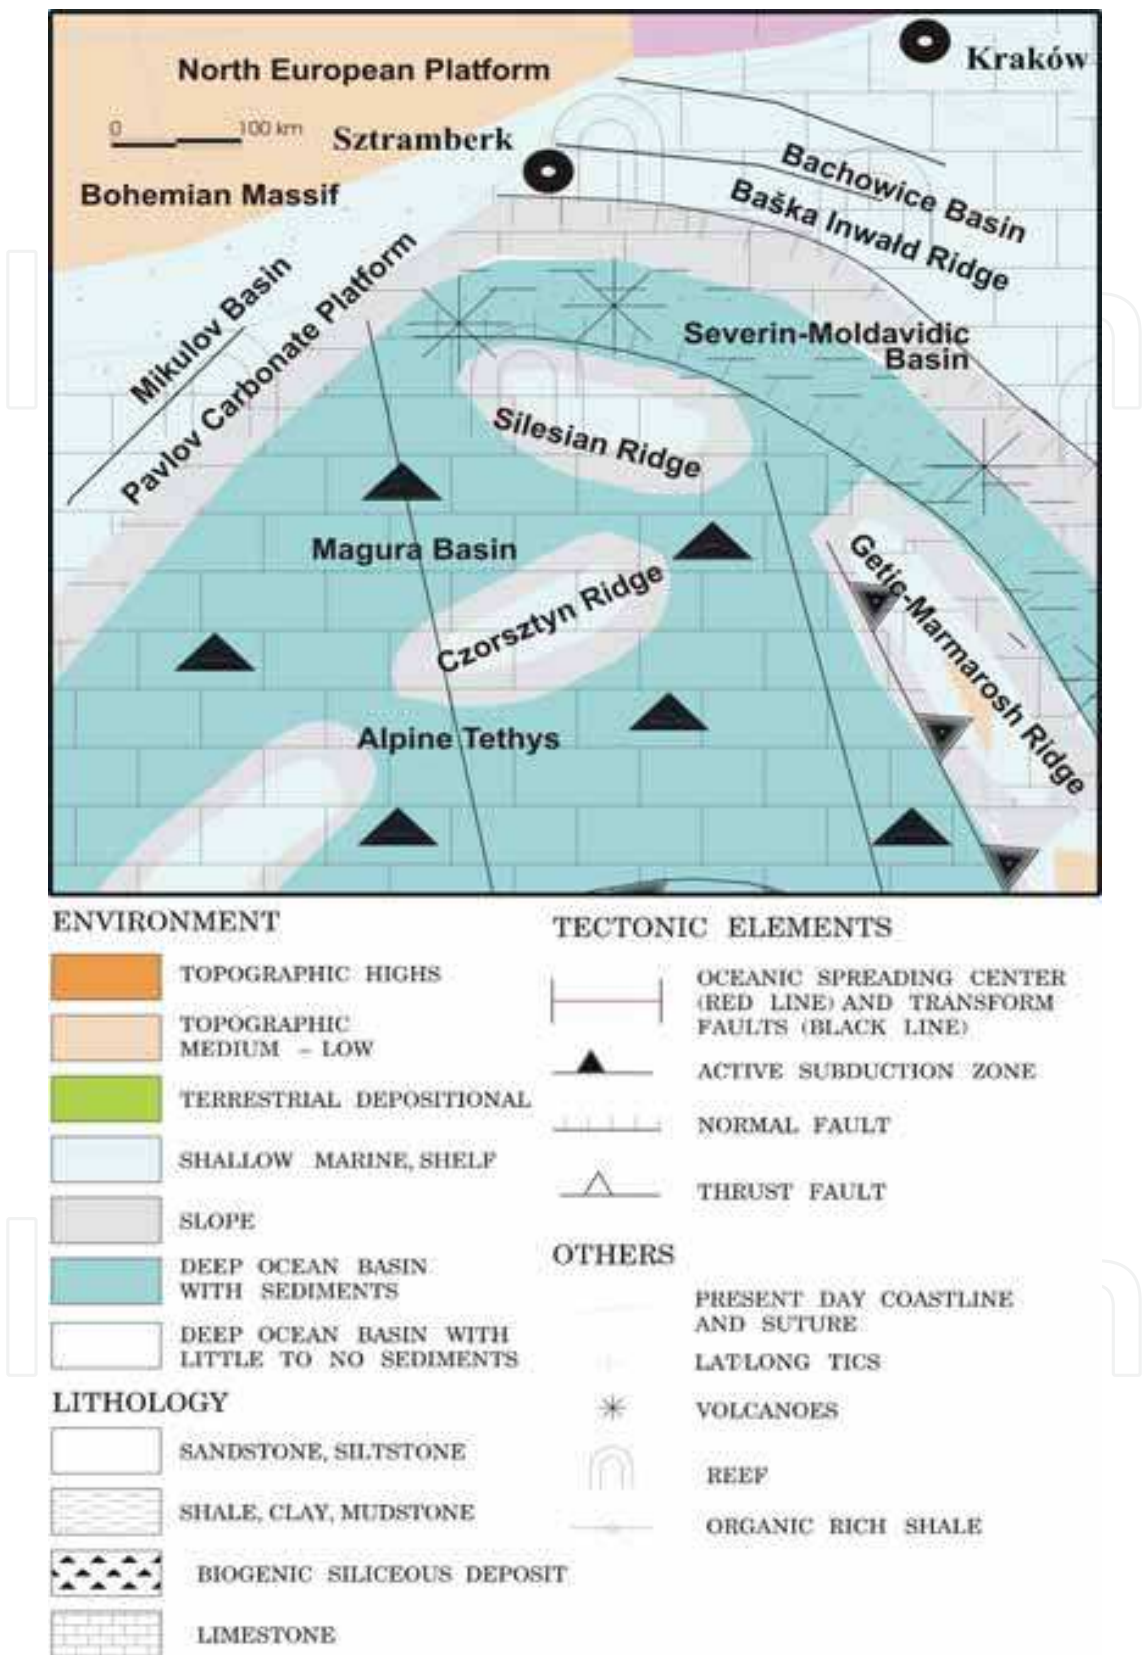 Kraków
North European Platform
0 100 km
Sztramberk
Bohemian Massif
Bachowice Basin
Baška Inwald Ridge
Mikulov Basin
Pavlov Carbonate Platform
Severin-Moldavidic
Basin
Silesian Ridge
Magura Basin
Czorsztyn Ridge
Getic-Marmarosh Ridge
Alpine Tethys
ENVIRONMENT
TOPOGRAPHIC HIGHS
TOPOGRAPHIC
MEDIUM - LOW
TERRESTRIAL DEPOSITIONAL
SHALLOW MARINE, SHELF
SLOPE
DEEP OCEAN BASIN
WITH SEDIMENTS
DEEP OCEAN BASIN WITH
LITTLE TO NO SEDIMENTS
LITHOLOGY
SANDSTONE, SILTSTONE
SHALE, CLAY, MUDSTONE
BIOGENIC SILICEOUS DEPOSIT
LIMESTONE
TECTONIC ELEMENTS
OCEANIC SPREADING CENTER
(RED LINE) AND TRANSFORM
FAULTS (BLACK LINE)
ACTIVE SUBDUCTION ZONE
NORMAL FAULT
THRUST FAULT
OTHERS
PRESENT DAY COASTLINE
AND SUTURE
LAT/LONG TICS
VOLCANOES
REEF
ORGANIC RICH SHALE